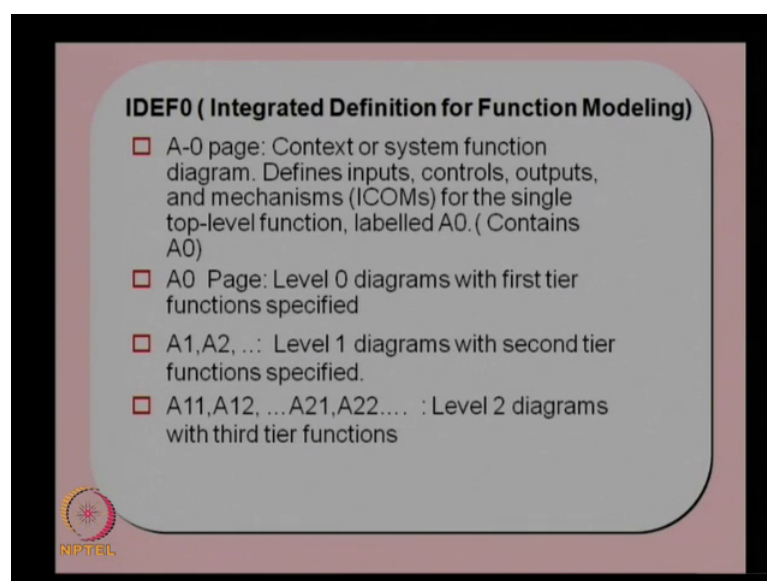 IDEF0 ( Integrated Definition for Function Modeling)
A-0 page: Context or system function
diagram. Defines inputs, controls, outputs,
and mechanisms (ICOMs) for the single
top-level function, labelled A0.( Contains
A0)
A0 Page: Level 0 diagrams with first tier
functions specified
A1,A2, ..: Level 1 diagrams with second tier
functions specified.
A11,A12, ...A21,A22.... : Level 2 diagrams
with third tier functions
NPTEL